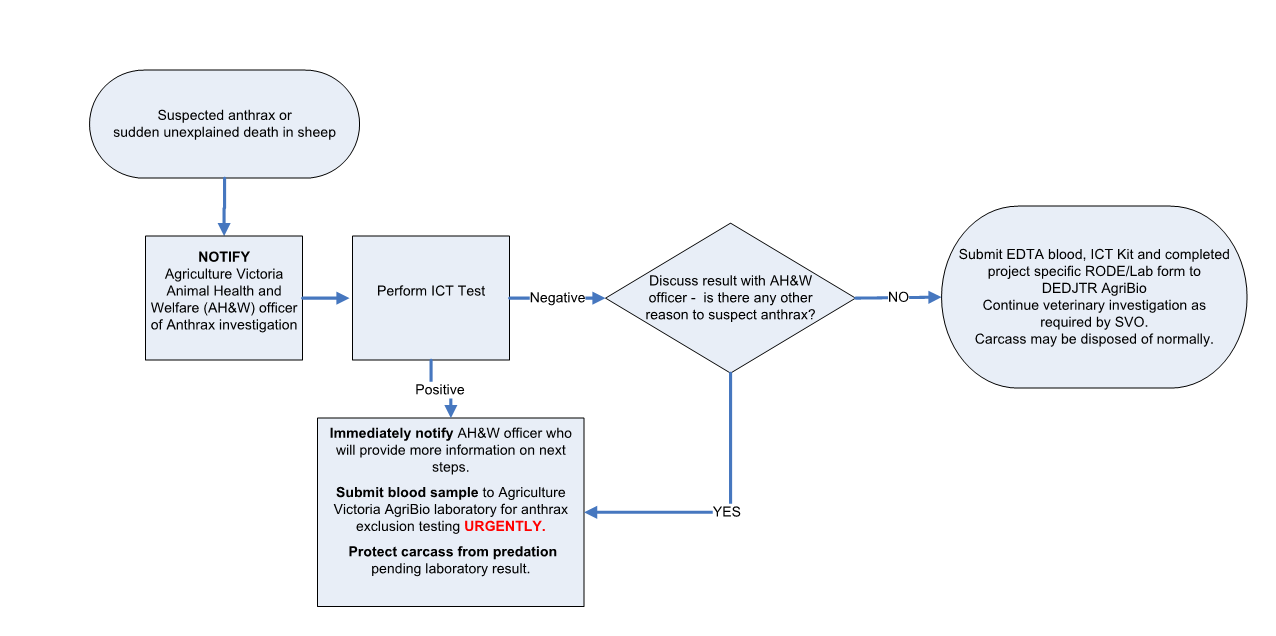 Suspected anthrax or
sudden unexplained death in sheep
NOTIFY
Agriculture Victoria
Animal Health and
Welfare (AH&W) officer
of Anthrax investigation
Perform ICT Test
Negative
Discuss result with AH&W
officer -  is there any other
reason to suspect anthrax?
NO
Submit EDTA blood, ICT Kit and completed
project specific RODE/Lab form to
DEDJTR AgriBio
Continue veterinary investigation as
required by SVO.
Carcass may be disposed of normally.
Positive
Immediately notify AH&W officer who
will provide more information on next
steps.
Submit blood sample to Agriculture
Victoria AgriBio laboratory for anthrax
exclusion testing URGENTLY.
Protect carcass from predation
pending laboratory result.
YES